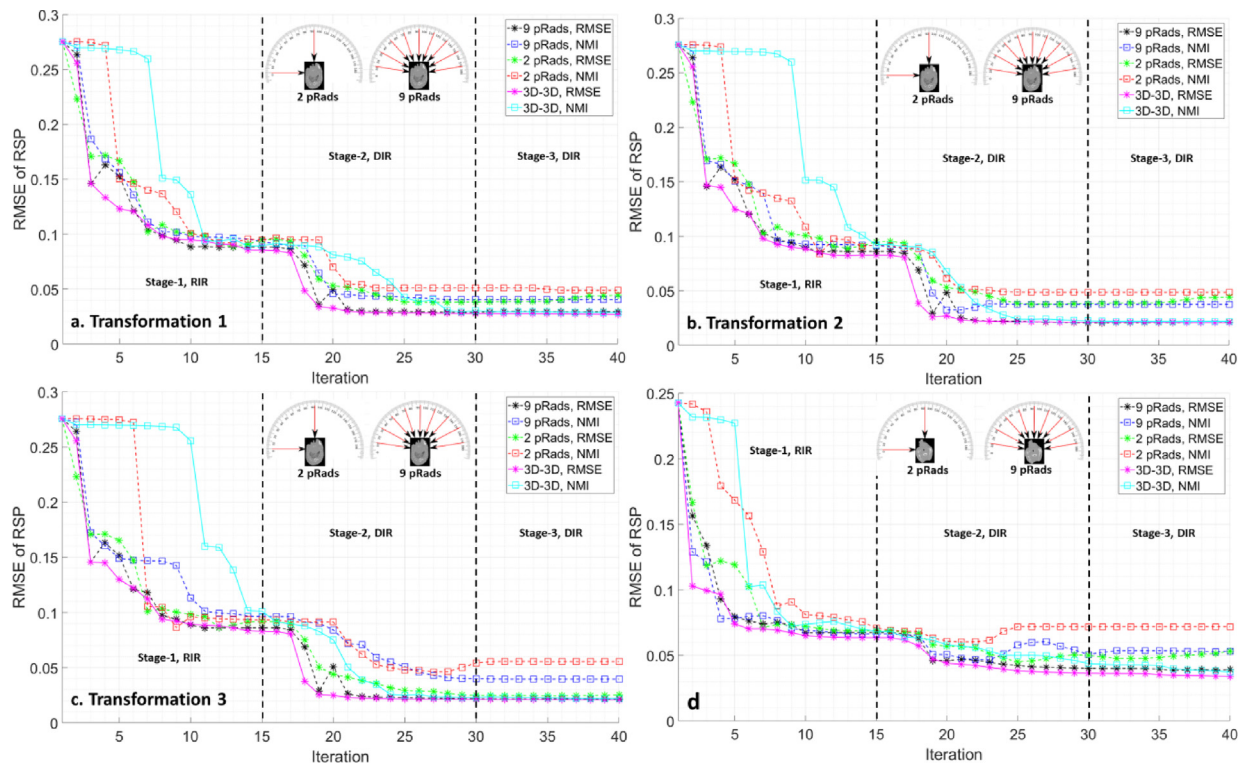 0.3
0.25
0.2
0.15
0.1
0.05
0
RMSE of RSP
2 pRads
9 pRads
9 pRads, RMSE
9 pRads, NMI
2 pRads, RMSE
2 pRads, NMI
3D-3D, RMSE
3D-3D, NMI
Stage-2, DIR
Stage-3, DIR
Stage-1, RIR
a. Transformation 1
5 10 15 20 25 30 35 40
Iteration
0.3
0.25
0.2
0.15
0.1
0.05
0
RMSE of RSP
2 pRads
9 pRads
9 pRads, RMSE
9 pRads, NMI
2 pRads, RMSE
2 pRads, NMI
3D-3D, RMSE
3D-3D, NMI
Stage-2, DIR
Stage-3, DIR
Stage-1, RIR
b. Transformation 2
5 10 15 20 25 30 35 40
Iteration
0.3
0.25
0.2
0.15
0.1
0.05
0
RMSE of RSP
2 pRads
9 pRads
9 pRads, RMSE
9 pRads, NMI
2 pRads, RMSE
2 pRads, NMI
3D-3D, RMSE
3D-3D, NMI
Stage-2, DIR
Stage-3, DIR
Stage-1, RIR
c. Transformation 3
5 10 15 20 25 30 35 40
Iteration
0.25
0.2
0.15
0.1
0.05
0
RMSE of RSP
Stage-1, RIR
2 pRads
9 pRads
9 pRads, RMSE
9 pRads, NMI
2 pRads, RMSE
2 pRads, NMI
3D-3D, RMSE
3D-3D, NMI
Stage-2, DIR
Stage-3, DIR
d
5 10 15 20 25 30 35 40
Iteration